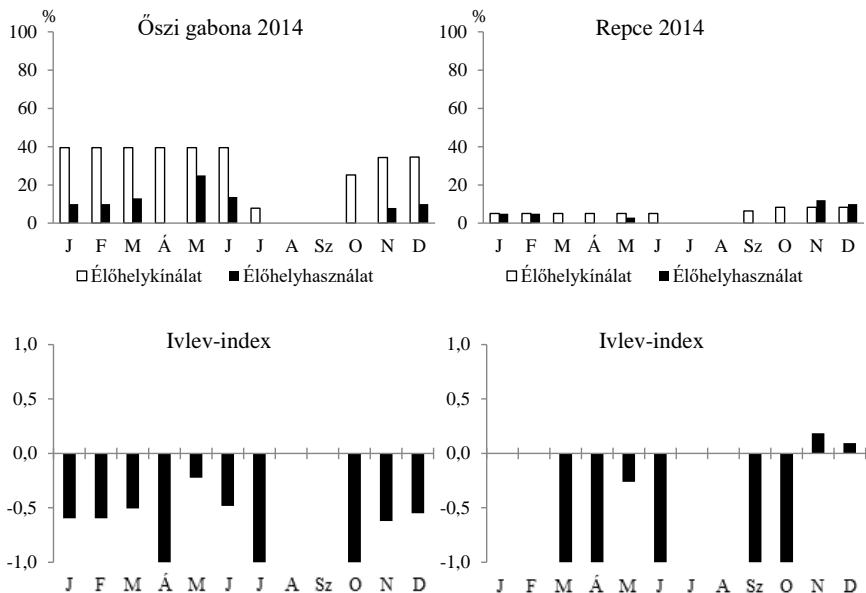 Őszi gabona 2014
%
100
80
60
40
20
0
J F M Á M J J A Sz O N D
Élőhelykínálat Élőhelyhasználat
Repce 2014
%
100
80
60
40
20
0
J F M Á M J J A Sz O N D
Élőhelykínálat Élőhelyhasználat
Ivlev-index
1,0
0,5
0,0
-0,5
-1,0
J F M Á M J J A Sz O N D
Ivlev-index
1,0
0,5
0,0
-0,5
-1,0
J F M Á M J J A Sz O N D